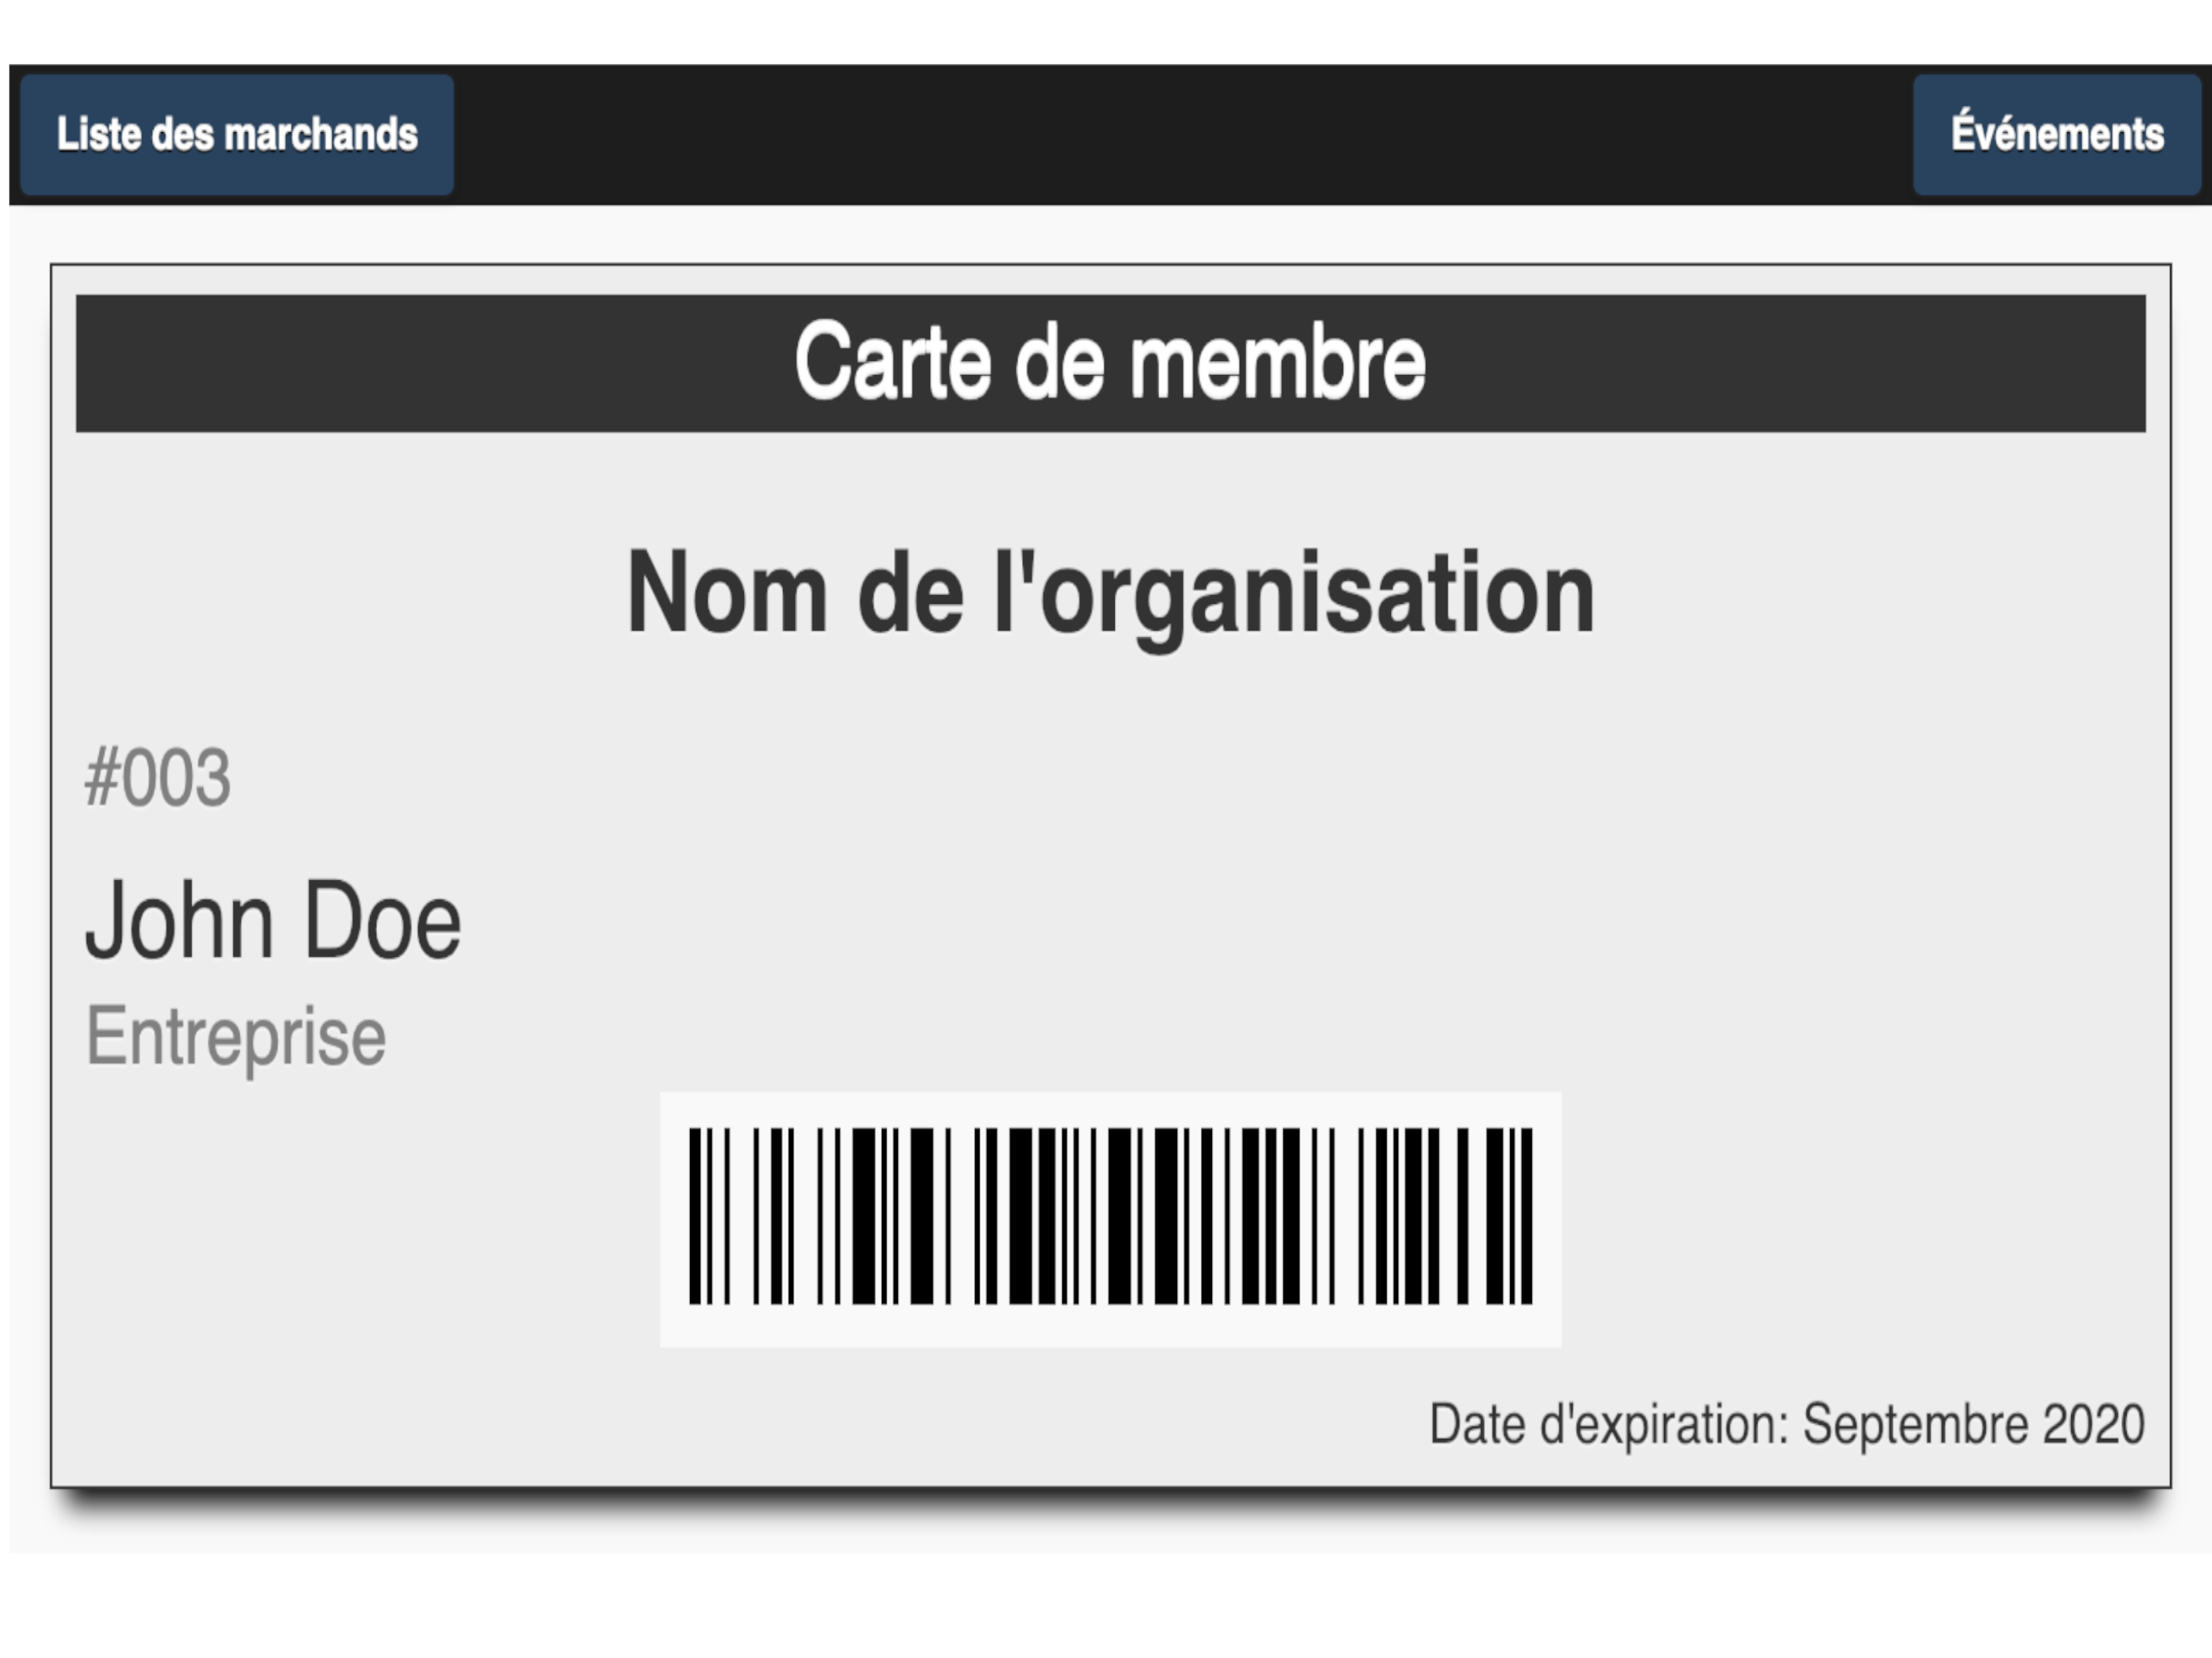 Liste des marchands
Événements
Carte de membre
Nom de l'organisation
#003
John Doe
Entreprise
Date d'expiration: Septembre 2020